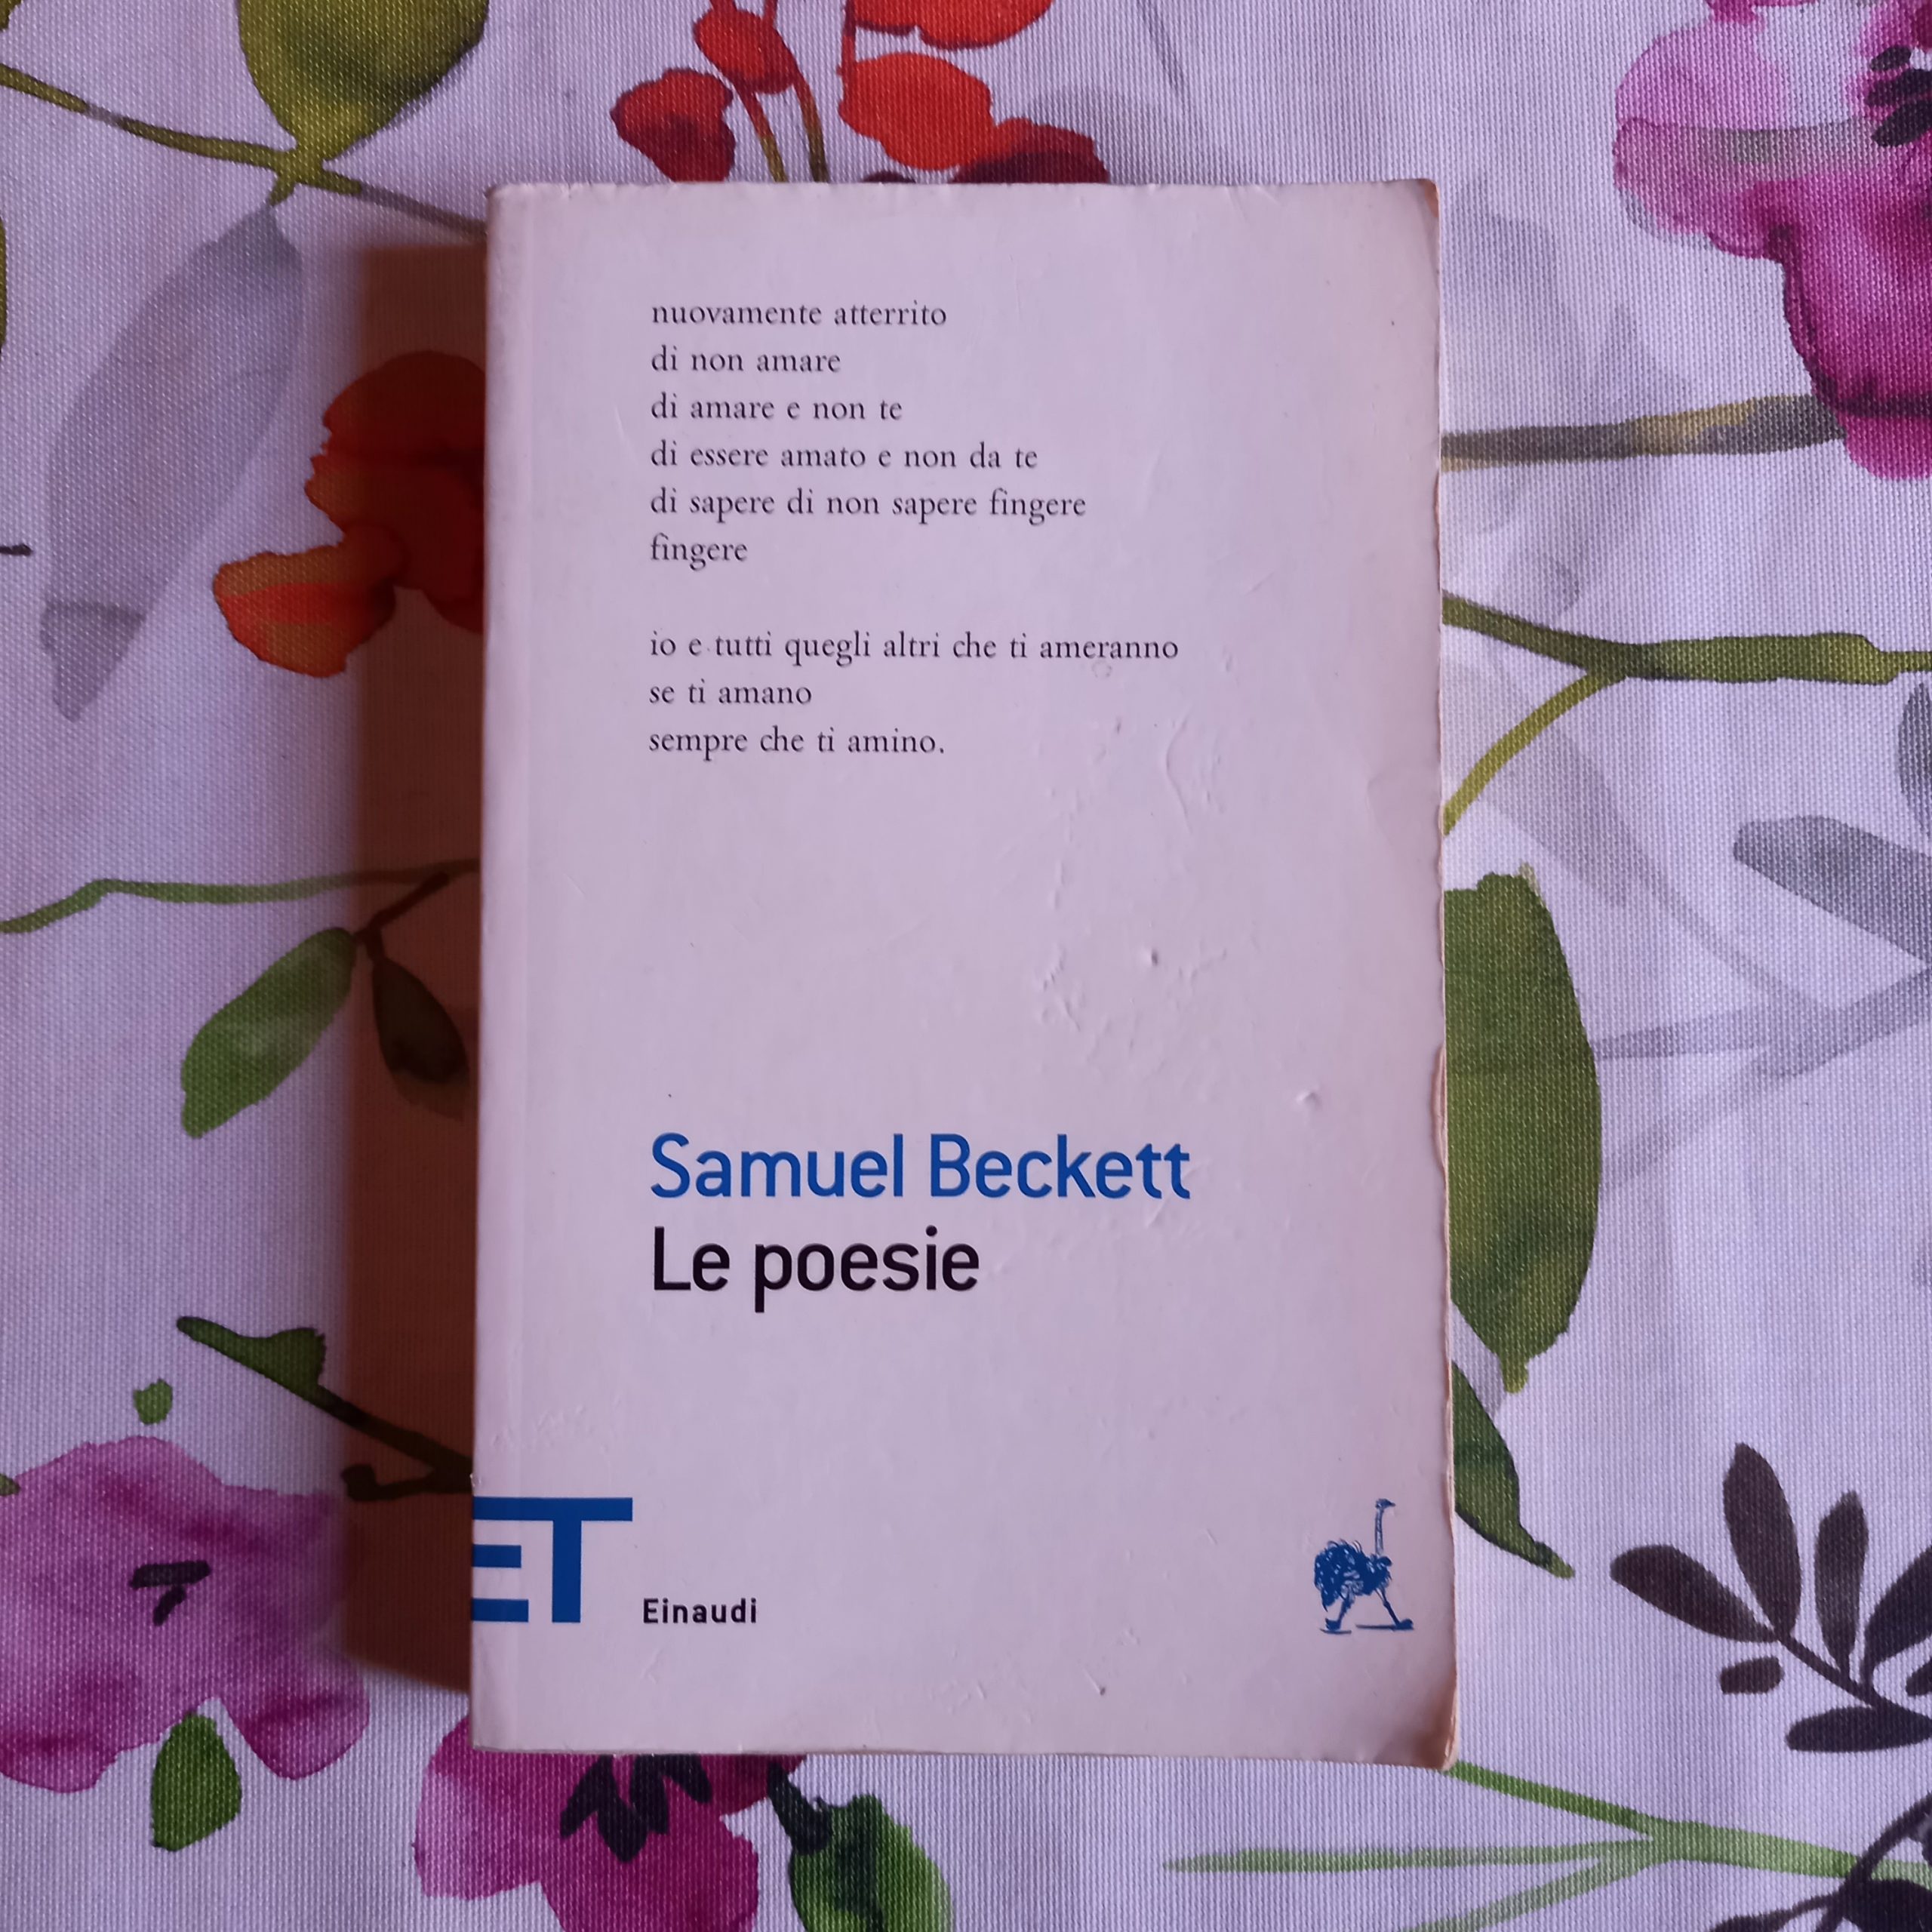 nuovamente atterrito
di non amare
di amare e non te
di essere amato e non da te
di sapere di non sapere fingere
fingere
io e tutti quegli altri che ti ameranno
se ti amano
sempre che ti amino.
Samuel Beckett
Le poesie
ET
Einaudi